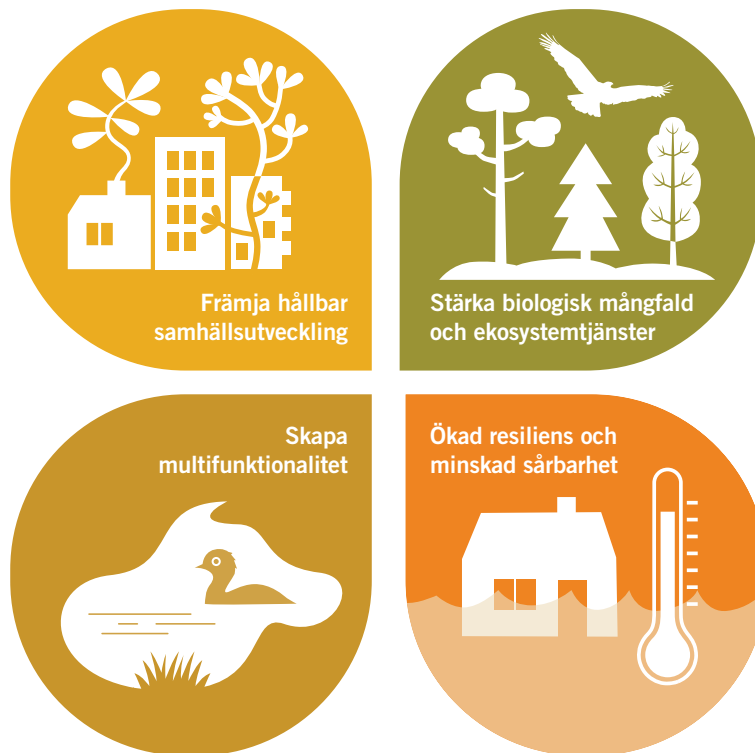 Främja hållbar
samhällsutveckling
Stärka biologisk mångfald
och ekosystemtjänster
Skapa
multifunktionalitet
Ökad resiliens och
minskad sårbarhet